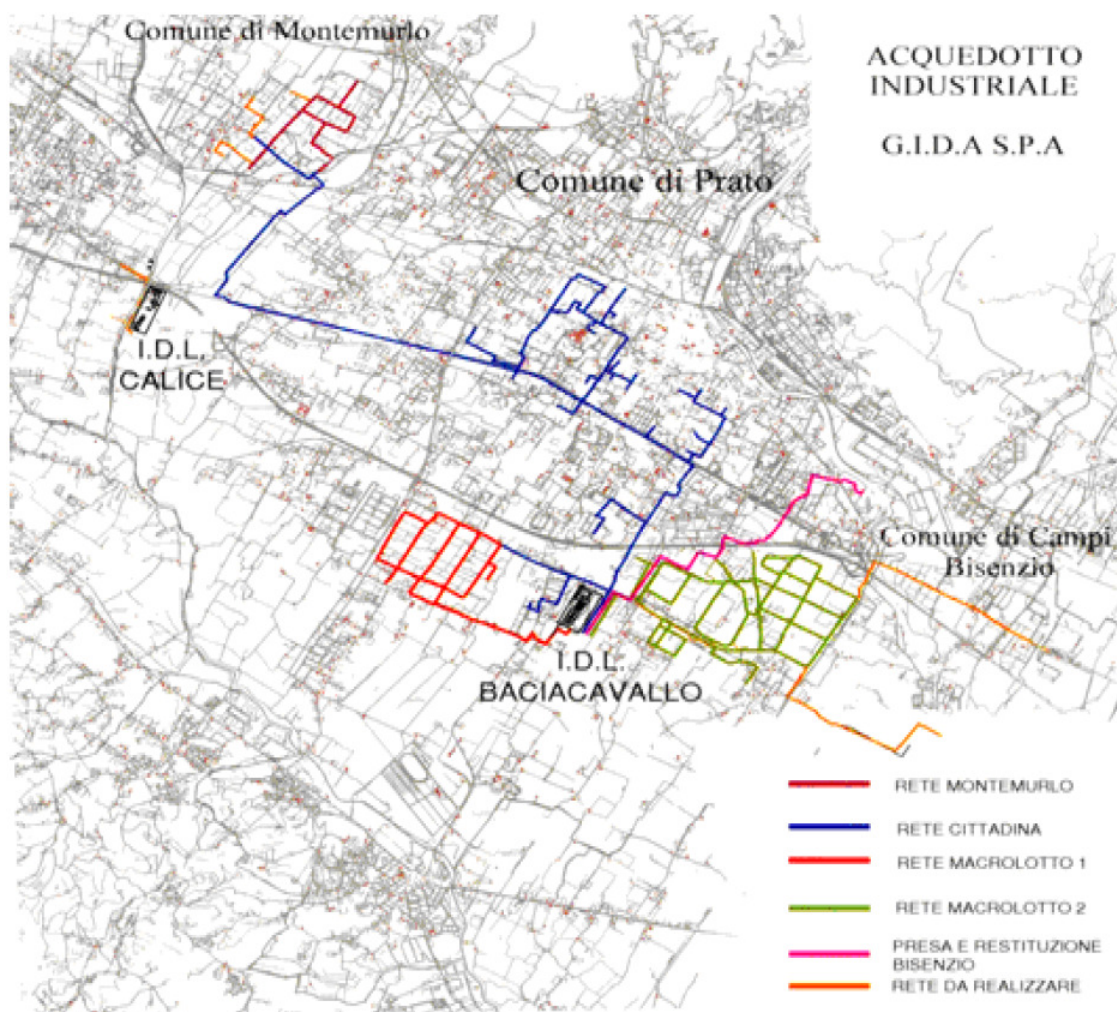 Comune di Montemurlo
ACQUEDOTTO
INDUSTRIALE
G.I.D.A S.P.A
Comune di Prato
I.D.L.
CALICE
Comune di Campi
Bisenzio
I.D.L.
BACIACAVALLO
RETE MONTEMURLO
RETE CITTADINA
RETE MACROLOTTO 1
RETE MACROLOTTO 2
PRESA E RESTITUZIONE
BISENZIO
RETE DA REALIZZARE